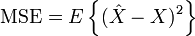 MSE = E {(X̂ − X)²}